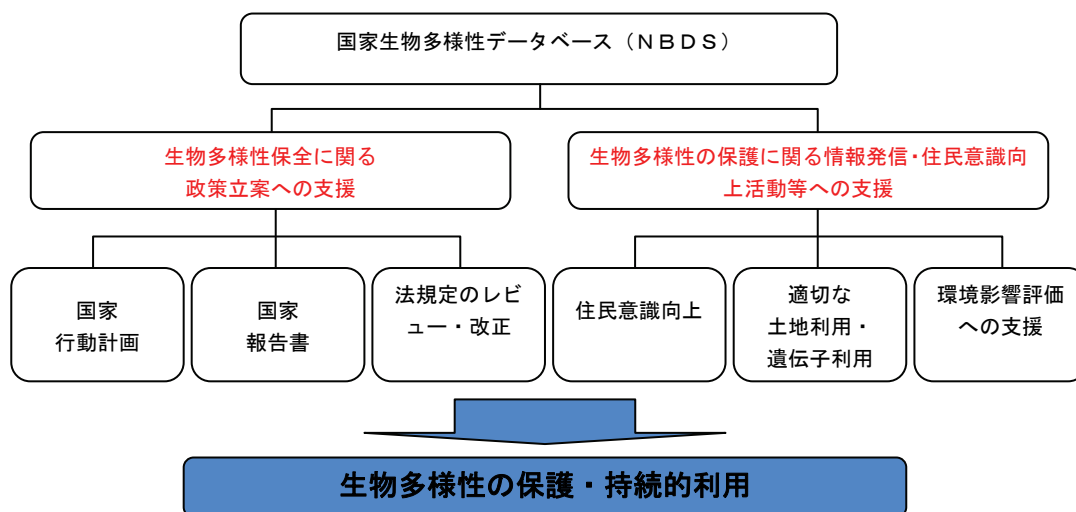 国家生物多様性データベース（ＮＢＤＳ）
生物多様性保全に関る
政策立案への支援
生物多様性の保護に関る情報発信・住民意識向
上活動等への支援
国家
行動計画
国家
報告書
法規定のレビ
ュー・改正
住民意識向上
適切な
土地利用・
遺伝子利用
環境影響評価
への支援
生物多様性の保護・持続的利用